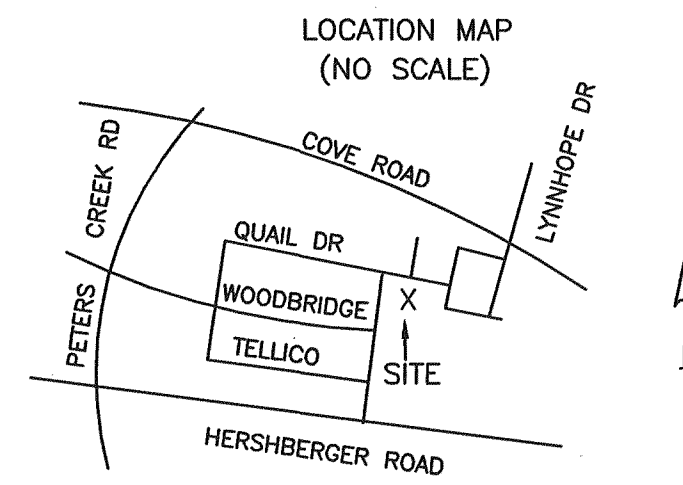 LOCATION MAP
(NO SCALE)
COVE ROAD
LYNNHOPE DR
PETERS CREEK RD
QUAIL DR
WOODBRIDGE
X
TELLICO
SITE
HERSHBERGER ROAD